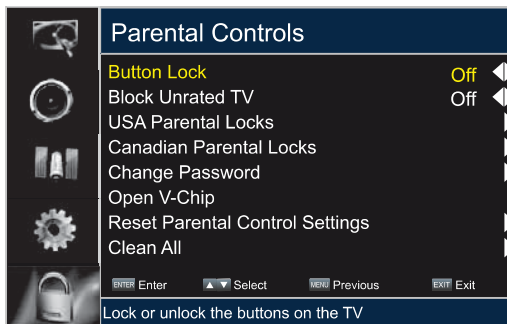 Parental Controls
Button Lock Off
Block Unrated TV Off
USA Parental Locks
Canadian Parental Locks
Change Password
Open V-Chip
Reset Parental Control Settings
Clean All
ENTER Enter Select MENU Previous EXIT Exit
Lock or unlock the buttons on the TV